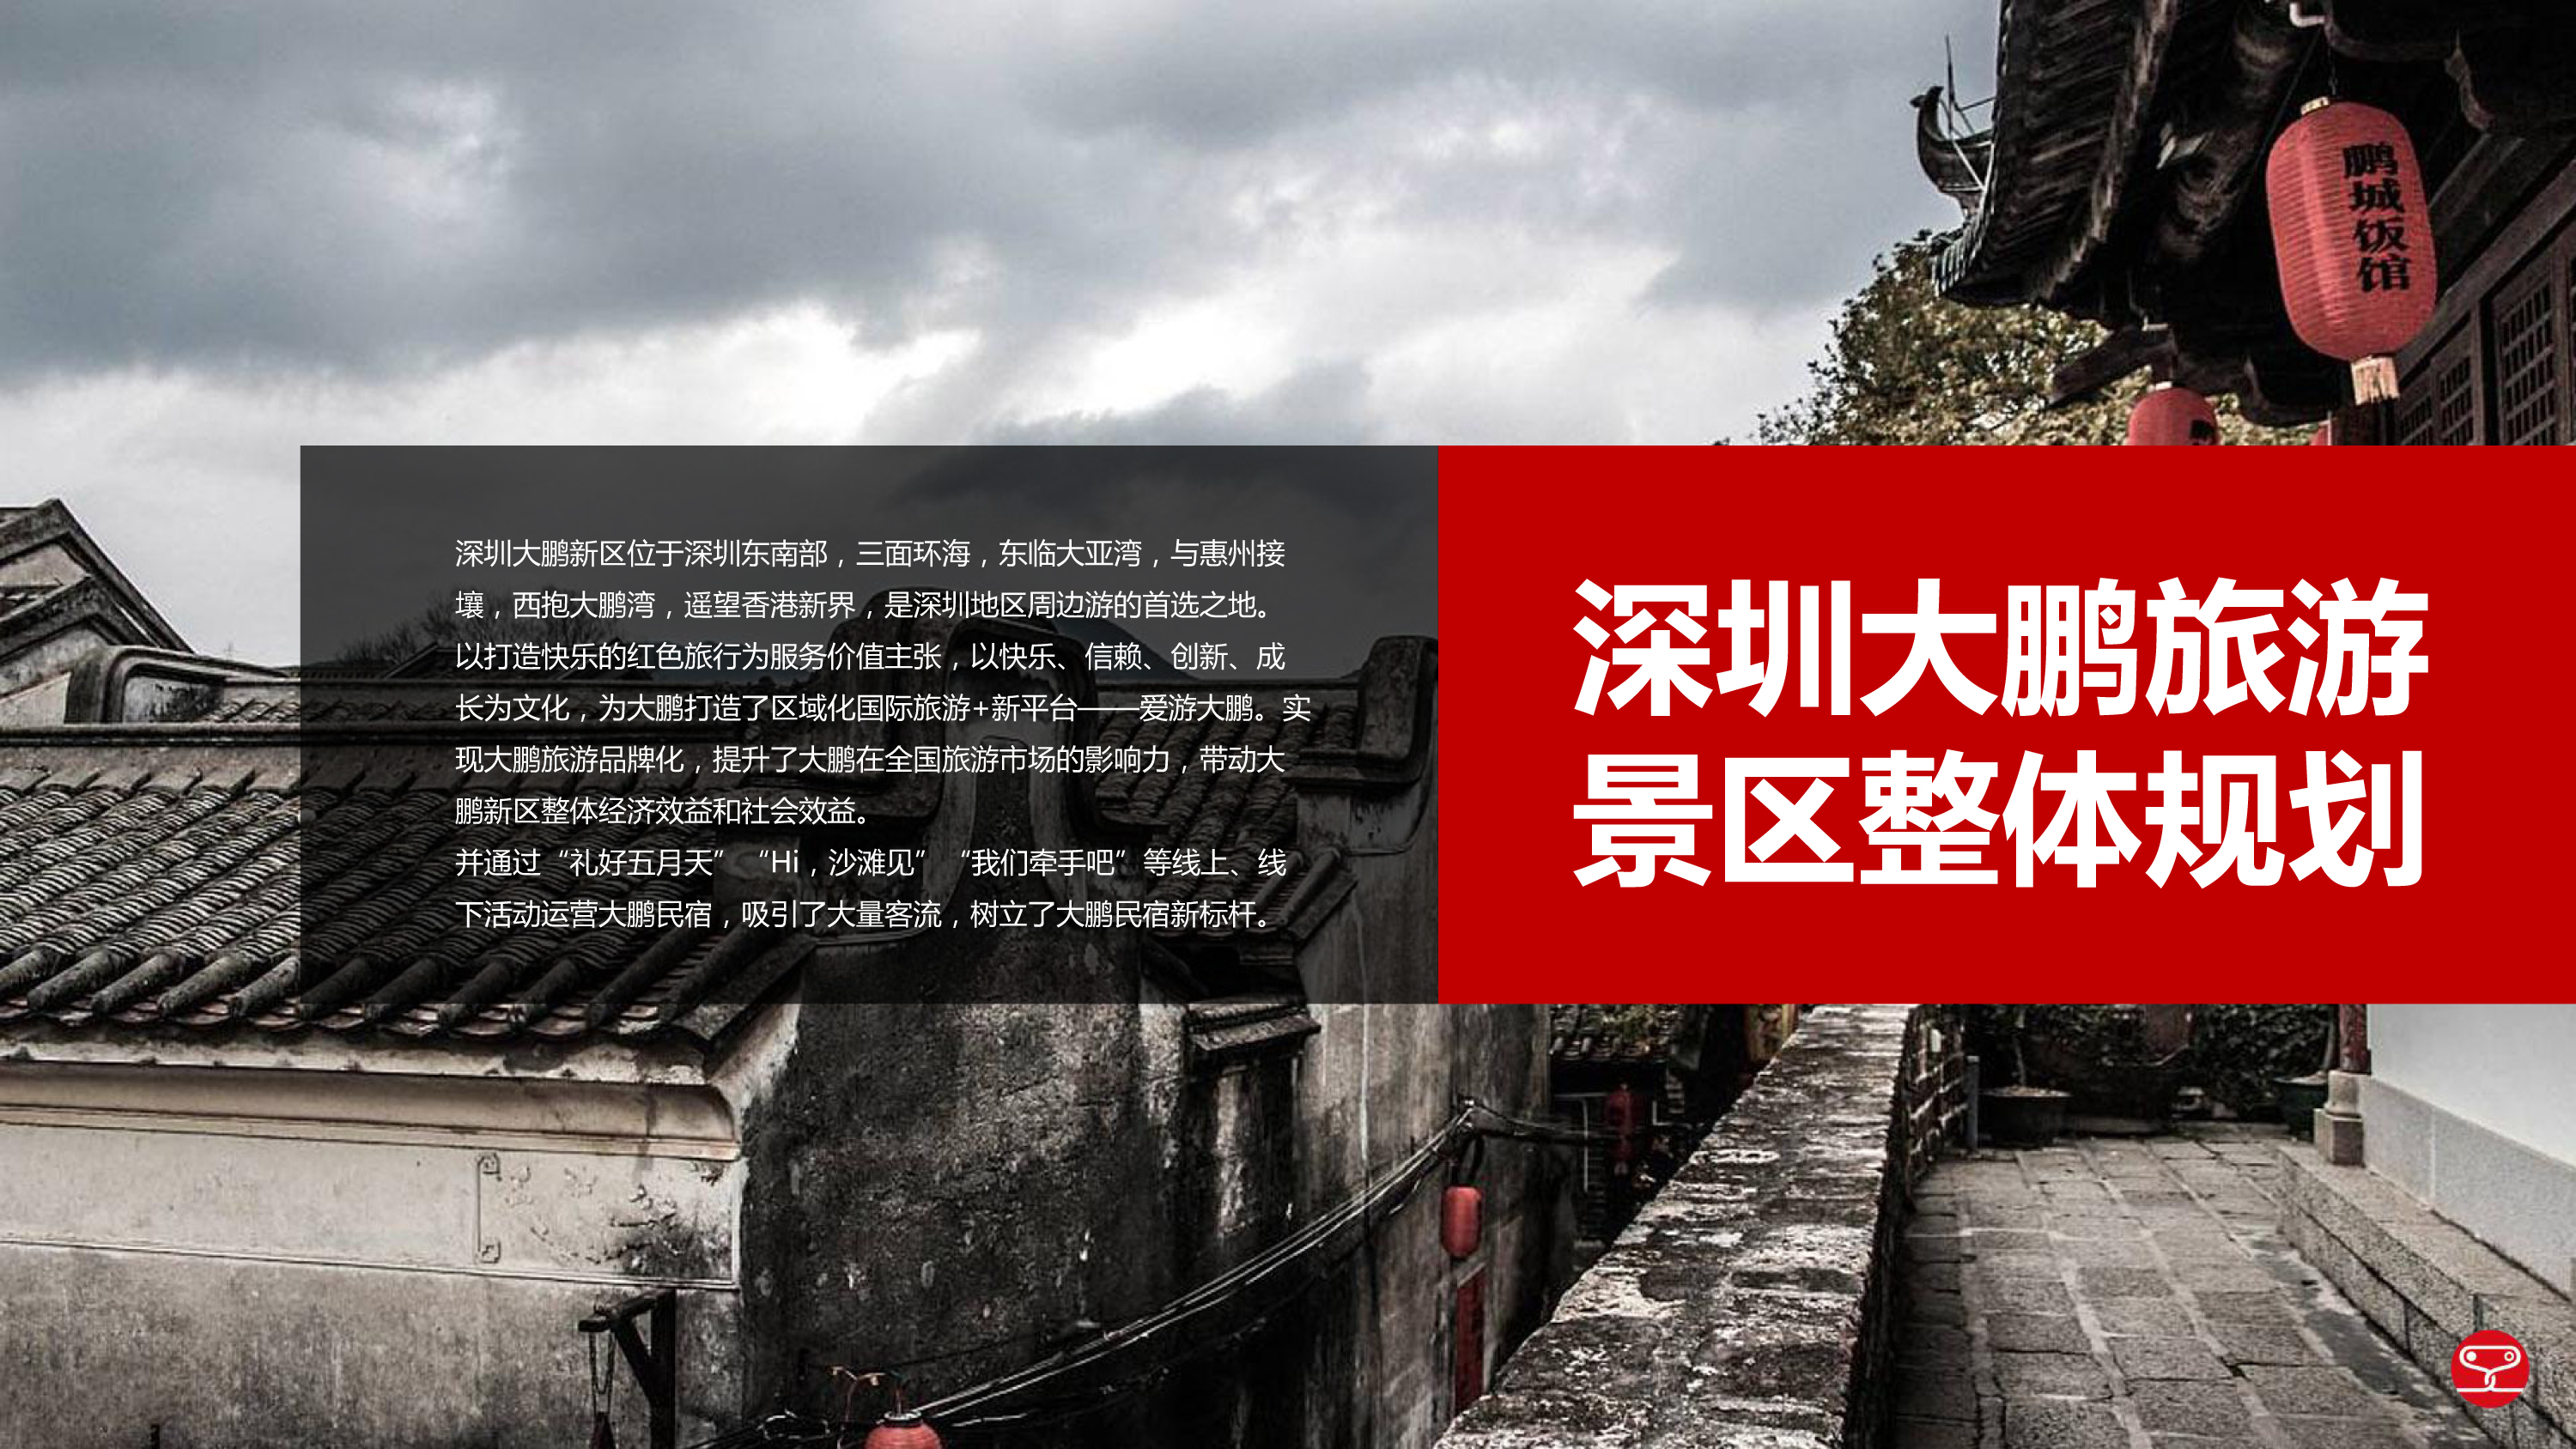 鹏城饭馆
深圳大鹏新区位于深圳东南部，三面环海，东临大亚湾，与惠州接
壤，西抱大鹏湾，遥望香港新界，是深圳地区周边游的首选之地。
以打造快乐的红色旅行为服务价值主张，以快乐、信赖、创新、成
长为文化，为大鹏打造了区域化国际旅游+新平台——爱游大鹏。实
现大鹏旅游品牌化，提升了大鹏在全国旅游市场的影响力，带动大
鹏新区整体经济效益和社会效益。
并通过“礼好五月天”“Hi，沙滩见”“我们牵手吧”等线上、线
下活动运营大鹏民宿，吸引了大量客流，树立了大鹏民宿新标杆。
深圳大鹏旅游
景区整体规划